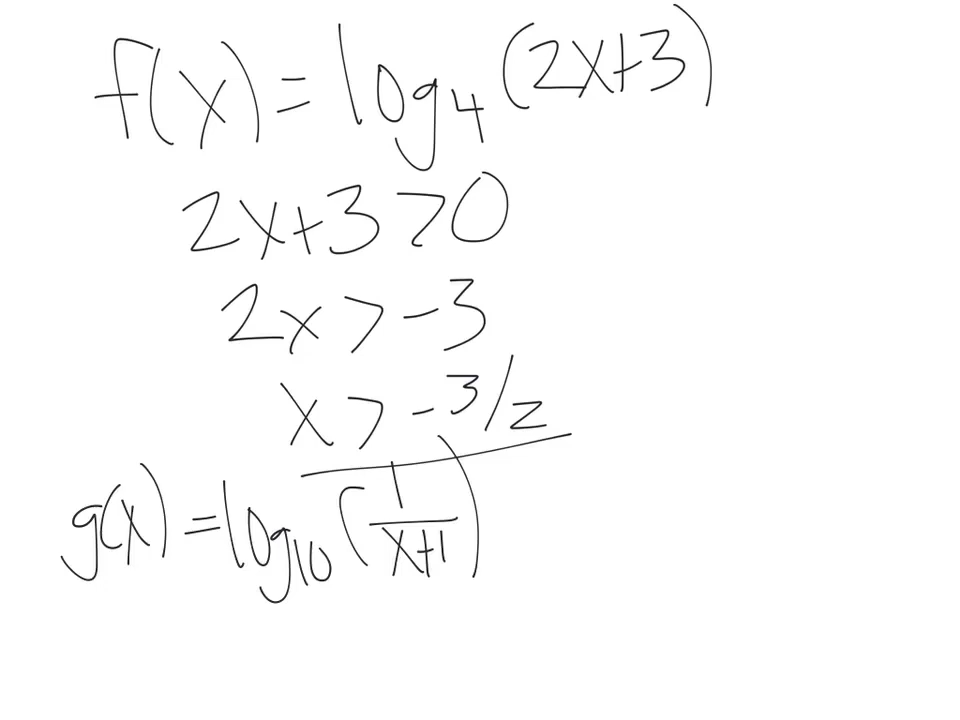 f(x) = log₄ (2x+3)
2x+3 > 0
2x > -3
x > -3/2
g(x) = log₁₀ (1/(x+1))